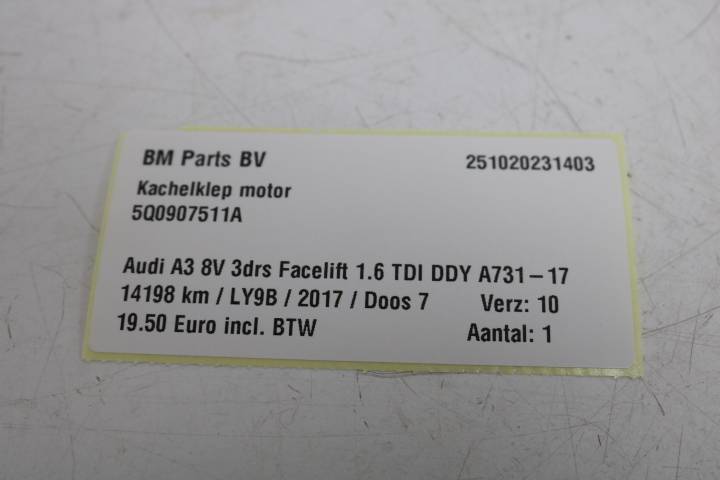 BM Parts BV 251020231403
Kachelklep motor
5Q0907511A
Audi A3 8V 3drs Facelift 1.6 TDI DDY A731-17
14198 km / LY9B / 2017 / Doos 7 Verz: 10
19.50 Euro incl. BTW Aantal: 1